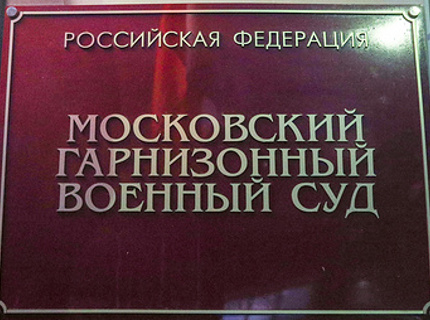 РОССИЙСКАЯ ФЕДЕРАЦИЯ
МОСКОВСКИЙ
ГАРНИЗОННЫЙ
ВОЕННЫЙ СУД